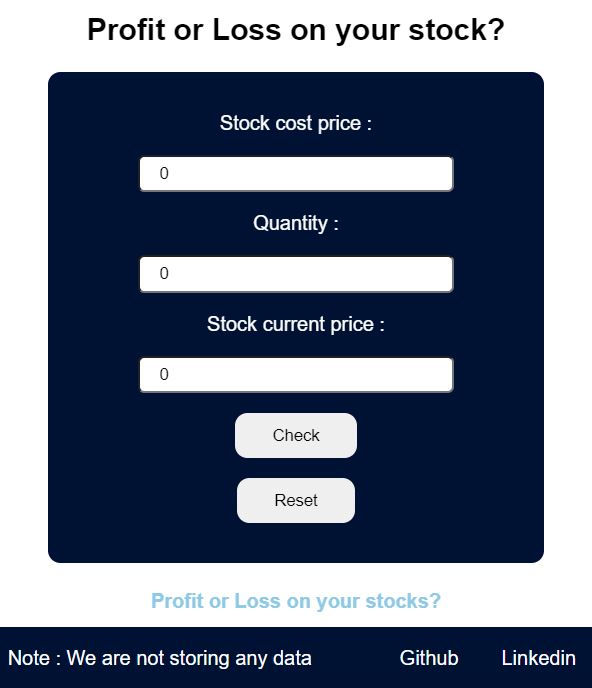 Profit or Loss on your stock?
Stock cost price :
0
Quantity :
0
Stock current price :
0
Check
Reset
Profit or Loss on your stocks?
Note : We are not storing any data Github Linkedin